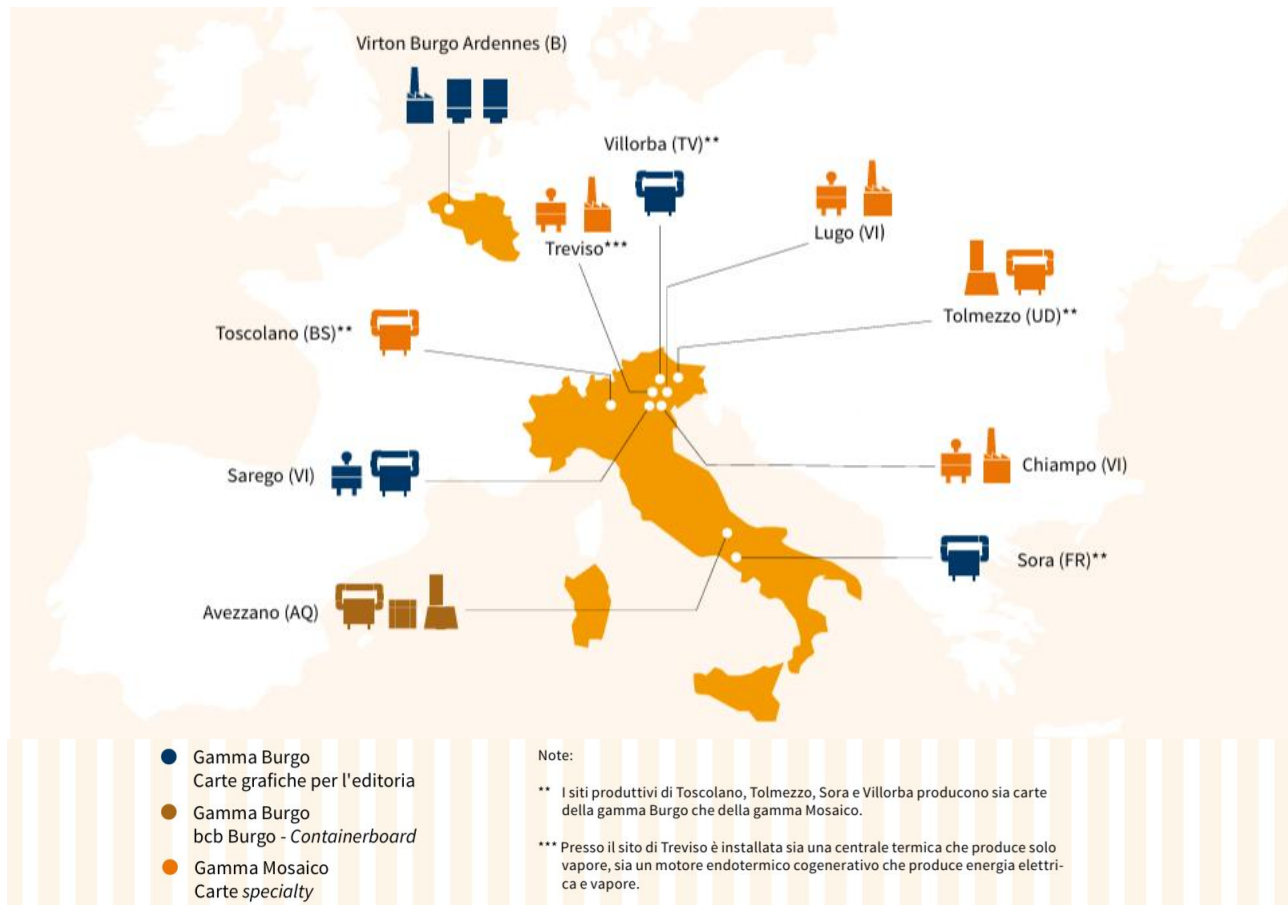 Virton Burgo Ardennes (B)
Villorba (TV)**
Treviso***
Lugo (VI)
Tolmezzo (UD)**
Toscolano (BS)**
Sarego (VI)
Chiampo (VI)
Sora (FR)**
Avezzano (AQ)
Gamma Burgo
Carte grafiche per l'editoria
Gamma Burgo
bcb Burgo - Containerboard
Gamma Mosaico
Carte specialty
Note:
** I siti produttivi di Toscolano, Tolmezzo, Sora e Villorba producono sia carte
della gamma Burgo che della gamma Mosaico.
*** Presso il sito di Treviso è installata sia una centrale termica che produce solo
vapore, sia un motore endotermico cogenerativo che produce energia elettri-
ca e vapore.